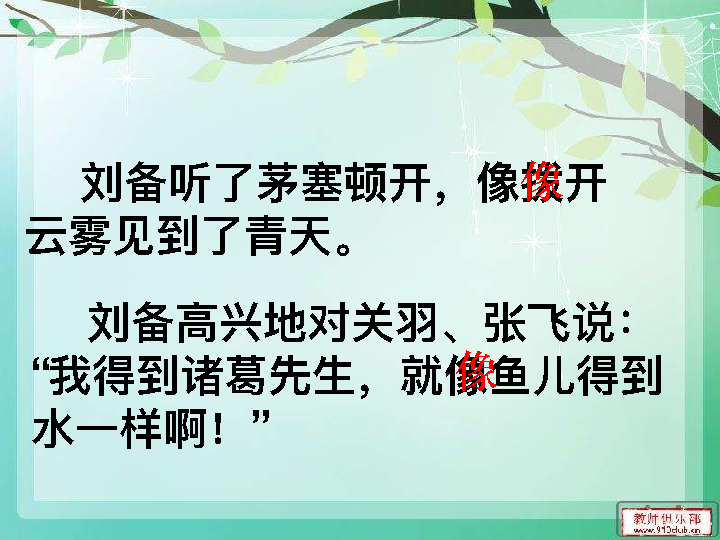 刘备听了茅塞顿开，像拨开
云雾见到了青天。
刘备高兴地对关羽、张飞说：
“我得到诸葛先生，就像鱼儿得到
水一样啊！”
像
像
教师俱乐部
www.910club.cn